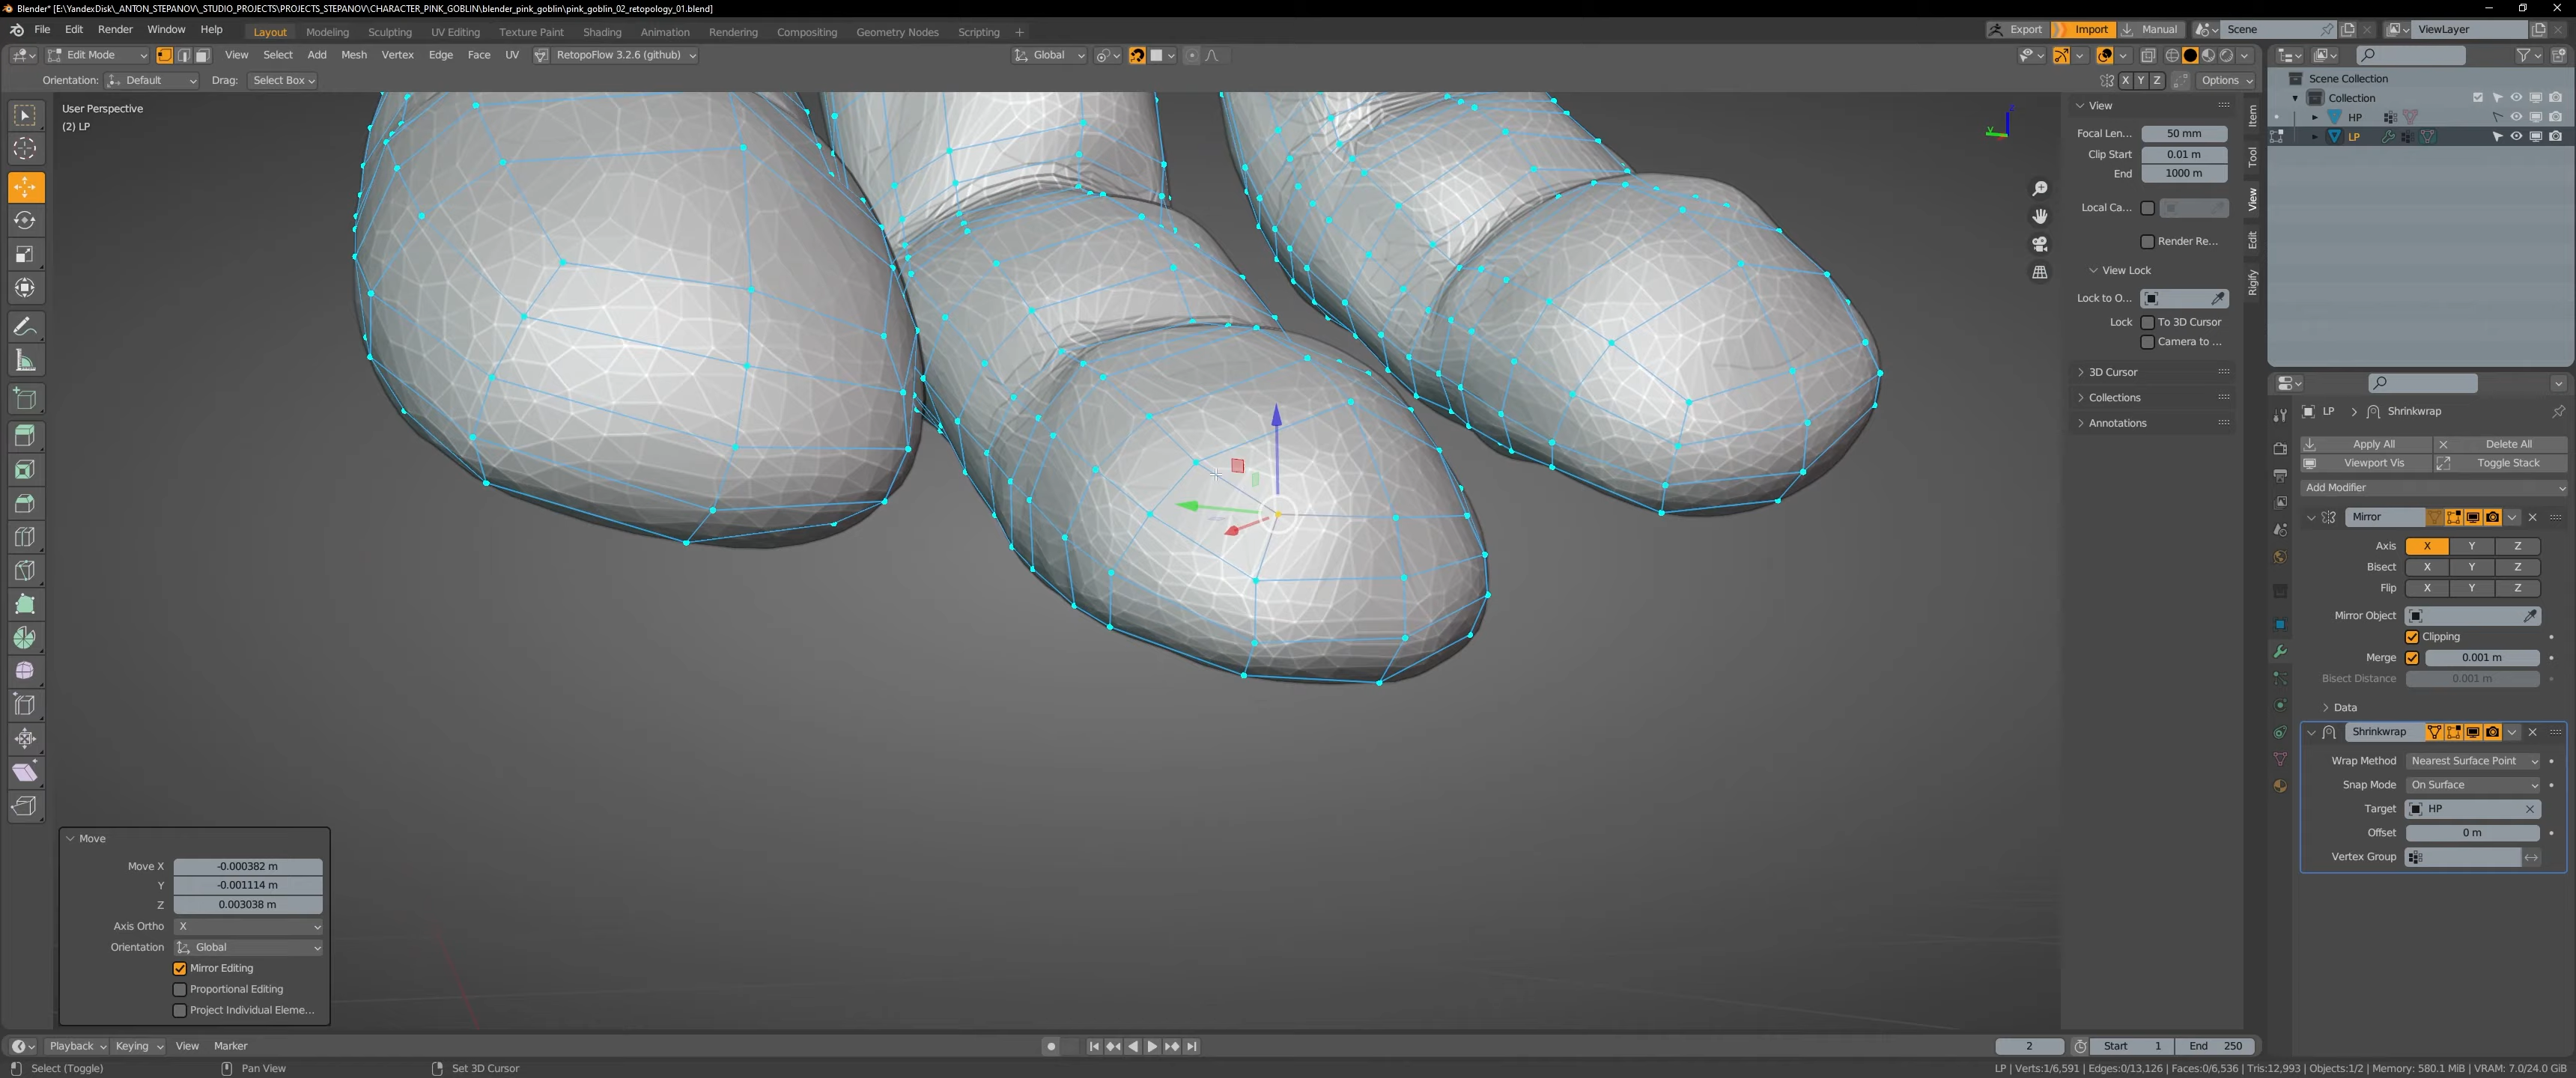 Blender* [E:\YandexDisk\_ANTON_STEPANOV\_STUDIO_PROJECTS\PROJECTS_STEPANOV\CHARACTER_PINK_GOBLIN\blender_pink_goblin\pink_goblin_02_retopology_01.blend]
File Edit Render Window Help Layout Modeling Sculpting UV Editing Texture Paint Shading Animation Rendering Compositing Geometry Nodes Scripting + Export Import Manual Scene ViewLayer
Edit Mode View Select Add Mesh Vertex Edge Face UV RetopoFlow 3.2.6 (github) Global
Orientation: Default Drag: Select Box X Y Z Options
User Perspective
(2) LP
Z
Y
View
Focal Len... 50 mm
Clip Start 0.01 m
End 1000 m
Local Ca...
Render Re...
View Lock
Lock to O...
Lock To 3D Cursor
Camera to ...
3D Cursor
Collections
Annotations
Item
Tool
View
Edit
Rigify
Scene Collection
Collection
HP
LP
LP > Shrinkwrap
Apply All Delete All
Viewport Vis Toggle Stack
Add Modifier
Mirror
Axis X Y Z
Bisect X Y Z
Flip X Y Z
Mirror Object
Clipping
Merge 0.001 m
Bisect Distance 0.001 m
Data
Shrinkwrap
Wrap Method Nearest Surface Point
Snap Mode On Surface
Target HP
Offset 0 m
Vertex Group
Move
Move X -0.000382 m
Y -0.001114 m
Z 0.003038 m
Axis Ortho X
Orientation Global
Mirror Editing
Proportional Editing
Project Individual Eleme...
Playback Keying View Marker 2 Start 1 End 250
Select (Toggle) Pan View Set 3D Cursor LP | Verts:1/6,591 | Edges:0/13,126 | Faces:0/6,536 | Tris:12,993 | Objects:1/2 | Memory: 580.1 MiB | VRAM: 7.0/24.0 GiB